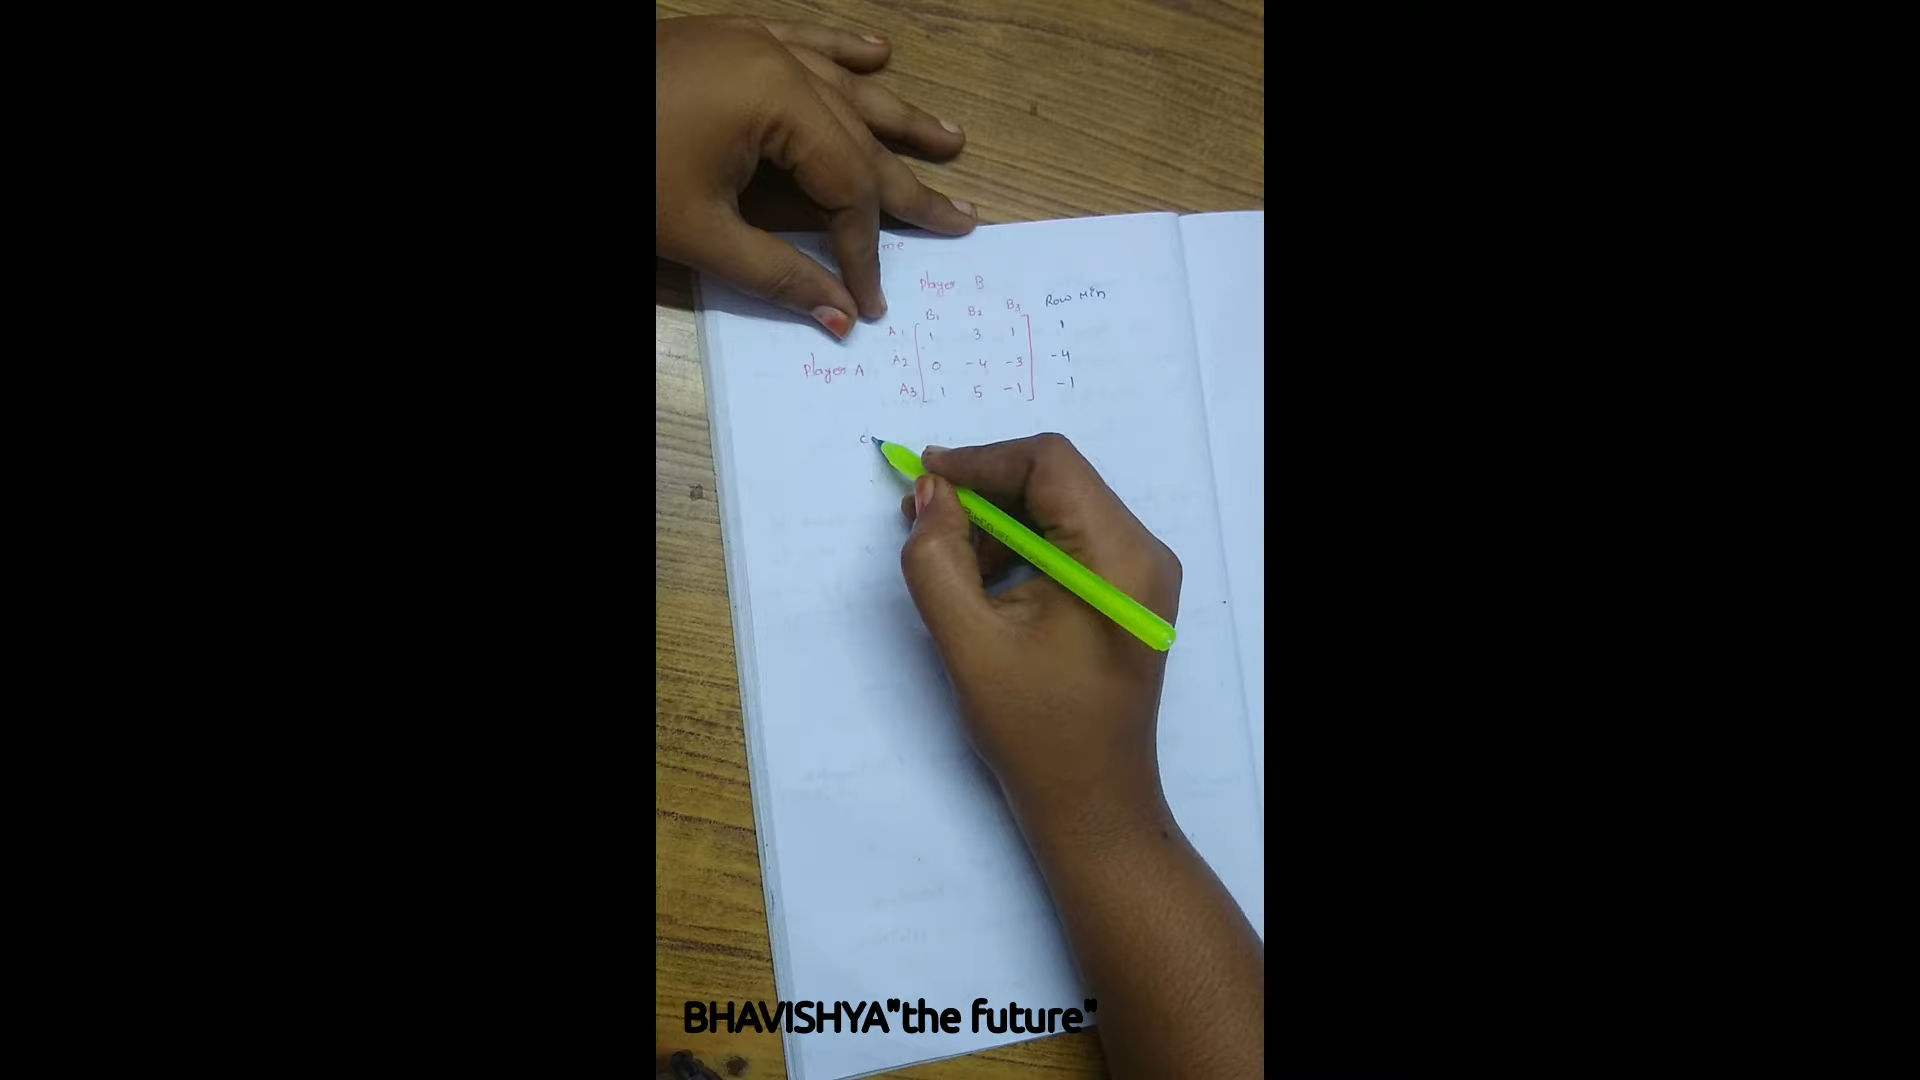 me
Player B
B1 B2 B3 Row Min
A1 1 3 1 1
Player A A2 0 -4 -3 -4
A3 1 5 -1 -1
C
BHAVISHYA"the future"